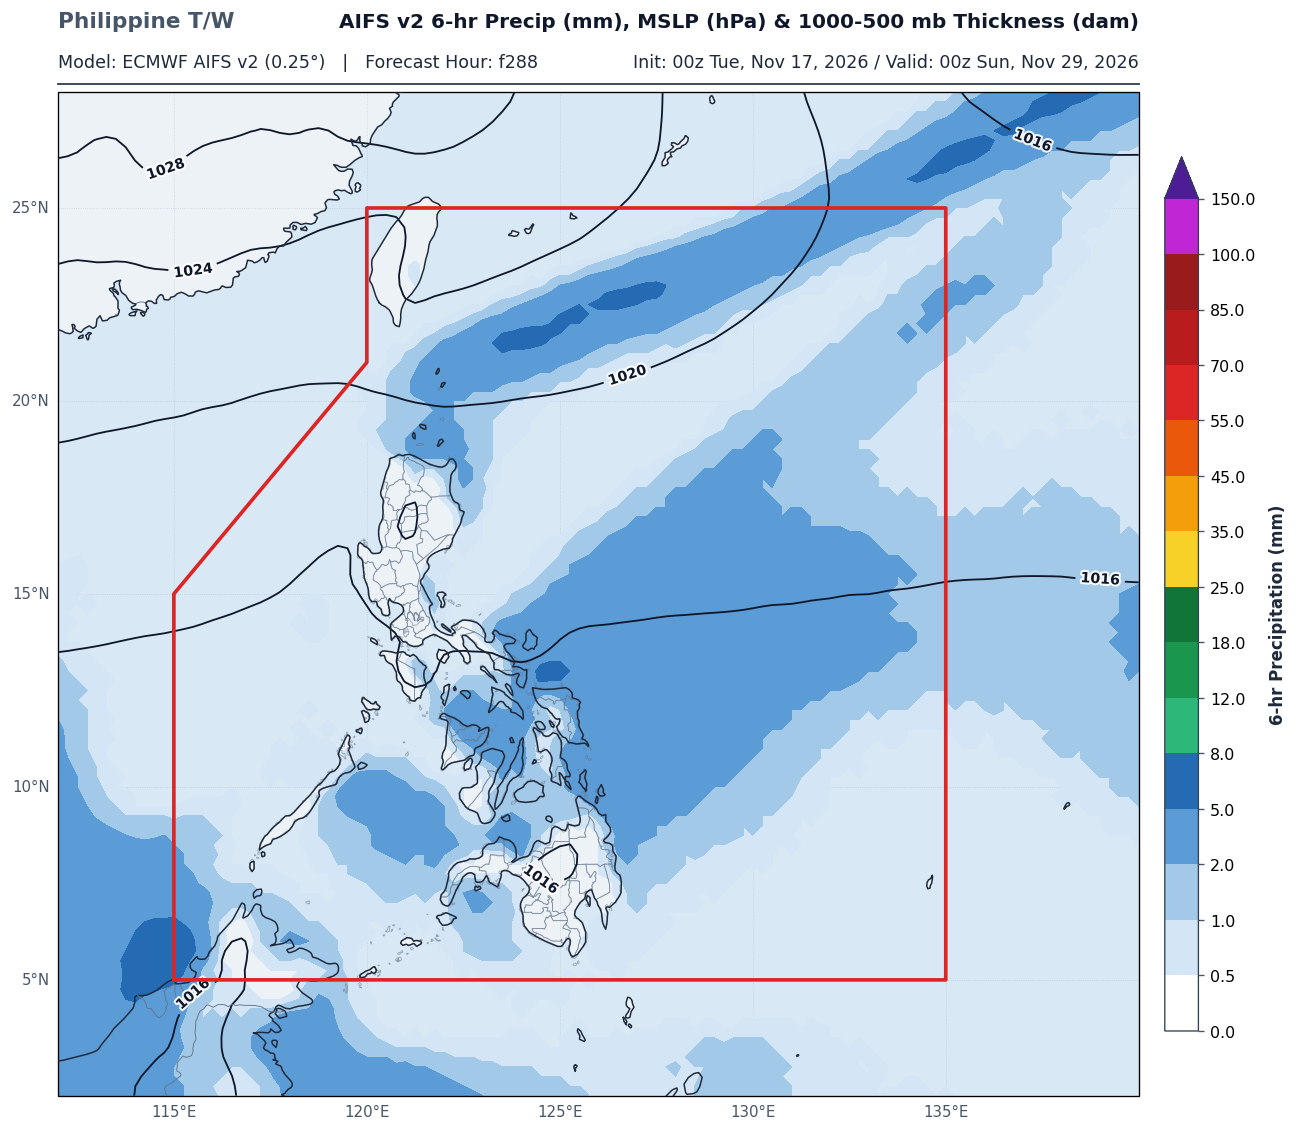 Philippine T/W
AIFS v2 6-hr Precip (mm), MSLP (hPa) & 1000-500 mb Thickness (dam)
Model: ECMWF AIFS v2 (0.25°)   |   Forecast Hour: f288
Init: 00z Tue, Nov 17, 2026 / Valid: 00z Sun, Nov 29, 2026
1016
1028
25°N
1024
1020
20°N
1016
15°N
10°N
1016
5°N
1016
115°E
120°E
125°E
130°E
135°E
150.0
100.0
85.0
70.0
55.0
45.0
35.0
25.0
18.0
12.0
8.0
5.0
2.0
1.0
0.5
0.0
6-hr Precipitation (mm)